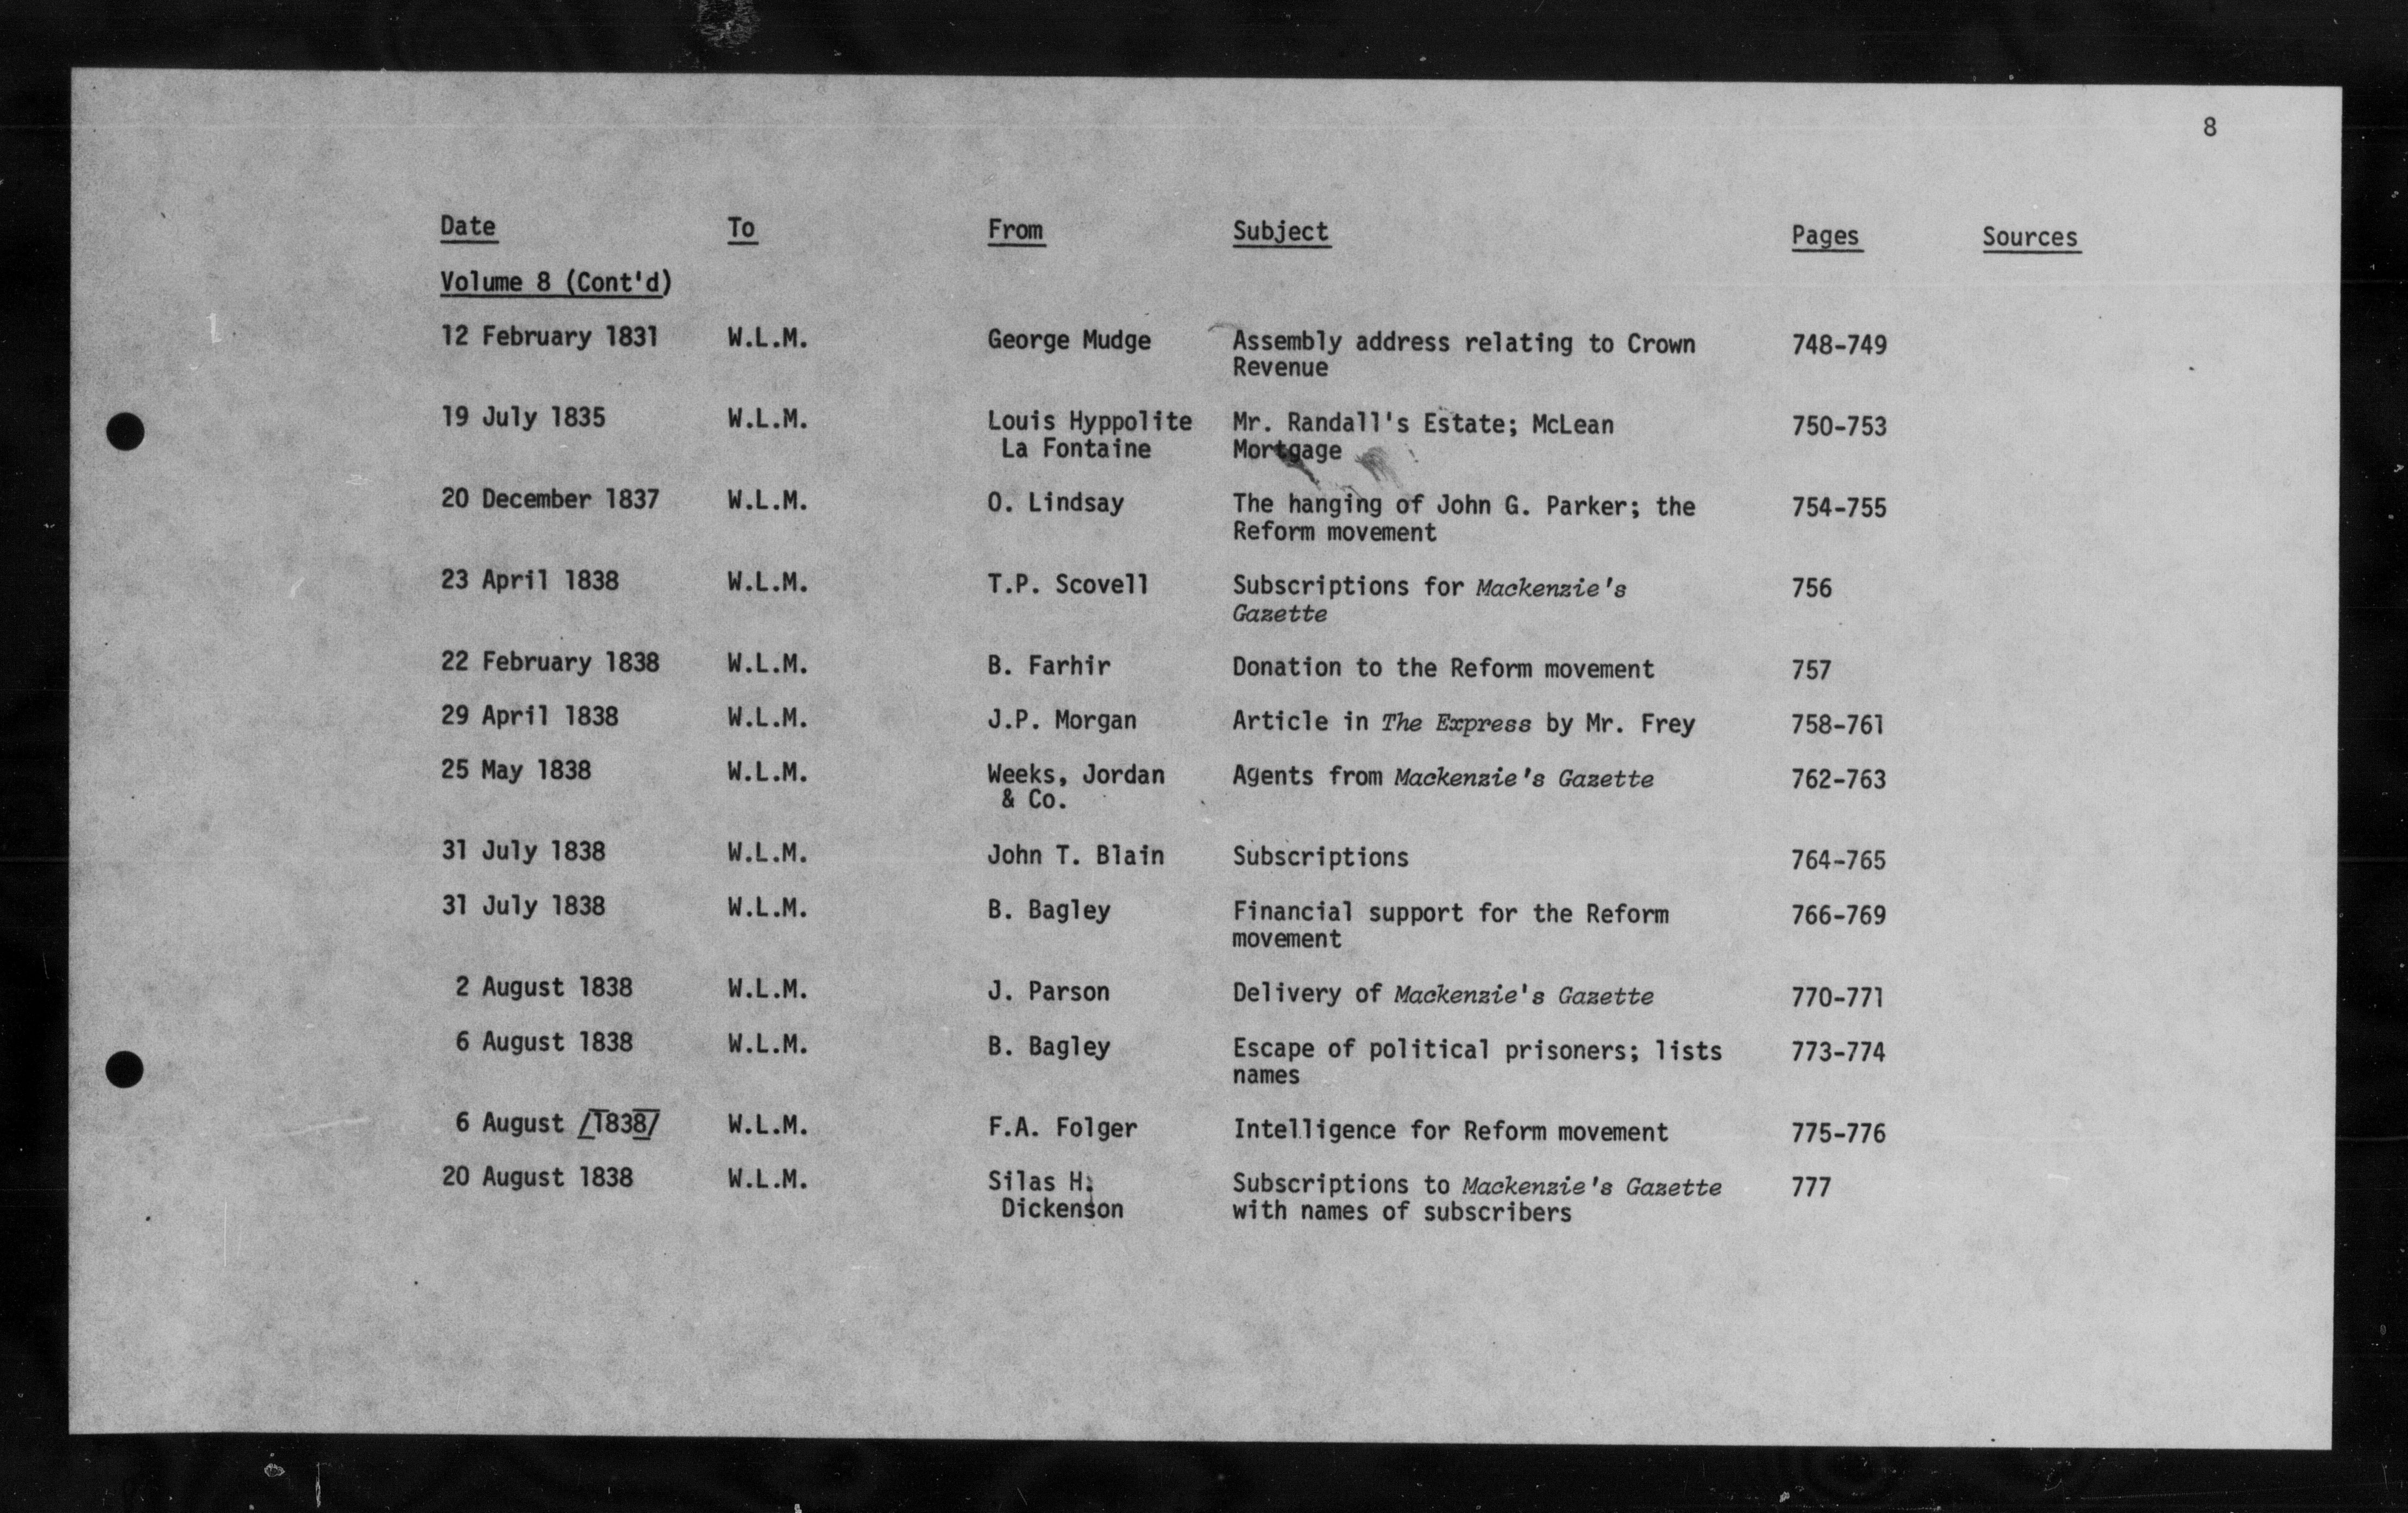 8
Date To From Subject Pages Sources
Volume 8 (Cont'd)
12 February 1831 W.L.M. George Mudge Assembly address relating to Crown 748-749
Revenue
19 July 1835 W.L.M. Louis Hyppolite Mr. Randall's Estate; McLean 750-753
La Fontaine Mortgage
20 December 1837 W.L.M. O. Lindsay The hanging of John G. Parker; the 754-755
Reform movement
23 April 1838 W.L.M. T.P. Scovell Subscriptions for Mackenzie's 756
Gazette
22 February 1838 W.L.M. B. Farhir Donation to the Reform movement 757
29 April 1838 W.L.M. J.P. Morgan Article in The Express by Mr. Frey 758-761
25 May 1838 W.L.M. Weeks, Jordan Agents from Mackenzie's Gazette 762-763
& Co.
31 July 1838 W.L.M. John T. Blain Subscriptions 764-765
31 July 1838 W.L.M. B. Bagley Financial support for the Reform 766-769
movement
2 August 1838 W.L.M. J. Parson Delivery of Mackenzie's Gazette 770-771
6 August 1838 W.L.M. B. Bagley Escape of political prisoners; lists 773-774
names
6 August [1838] W.L.M. F.A. Folger Intelligence for Reform movement 775-776
20 August 1838 W.L.M. Silas H. Subscriptions to Mackenzie's Gazette 777
Dickenson with names of subscribers